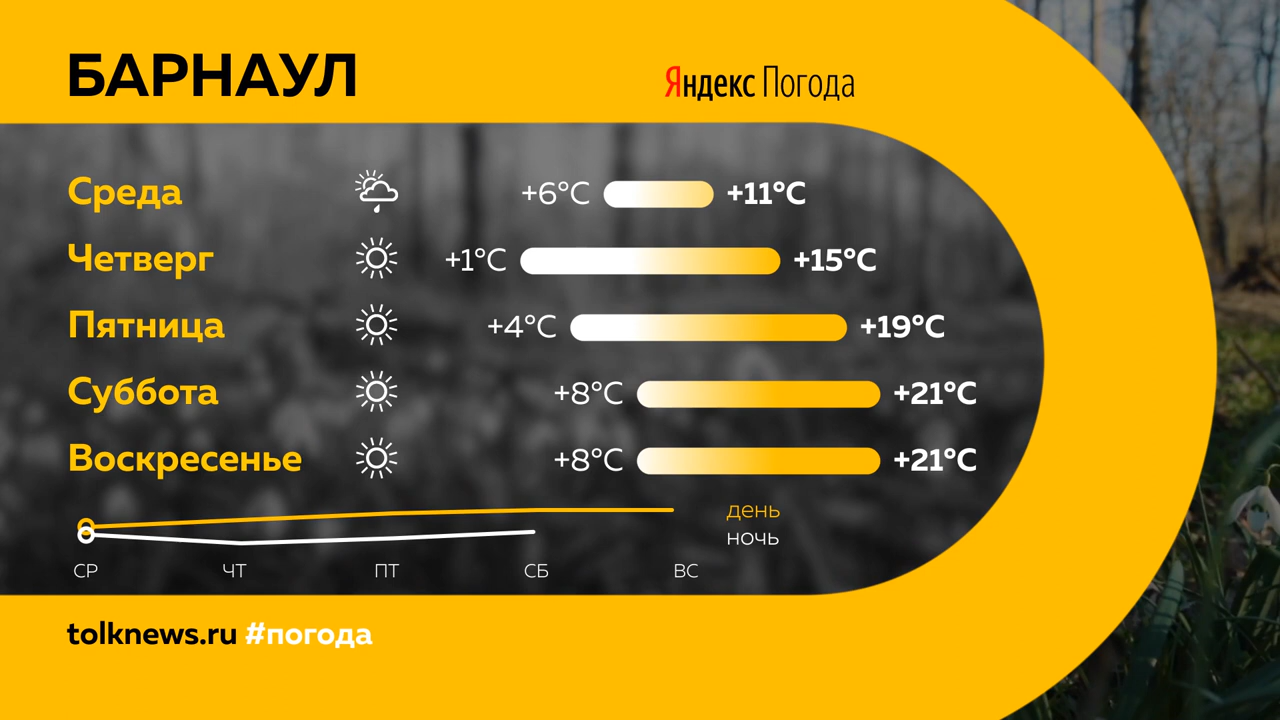 БАРНАУЛ
Яндекс Погода
Среда +6°C +11°C
Четверг +1°C +15°C
Пятница +4°C +19°C
Суббота +8°C +21°C
Воскресенье +8°C +21°C
день
ночь
СР ЧТ ПТ СБ ВС
tolknews.ru #погода